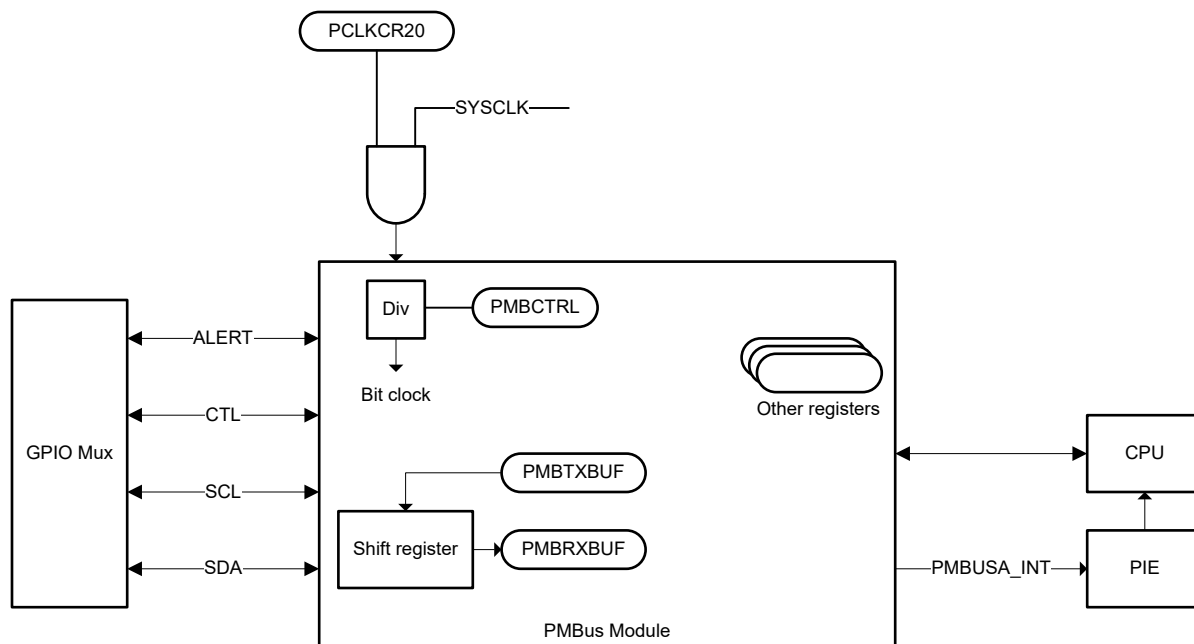 PCLKCR20
SYSCLK
Div
PMBCTRL
ALERT
Bit clock
Other registers
CTL
GPIO Mux
CPU
PMBTXBUF
SCL
Shift register
PMBRXBUF
SDA
PMBUSA_INT
PIE
PMBus Module